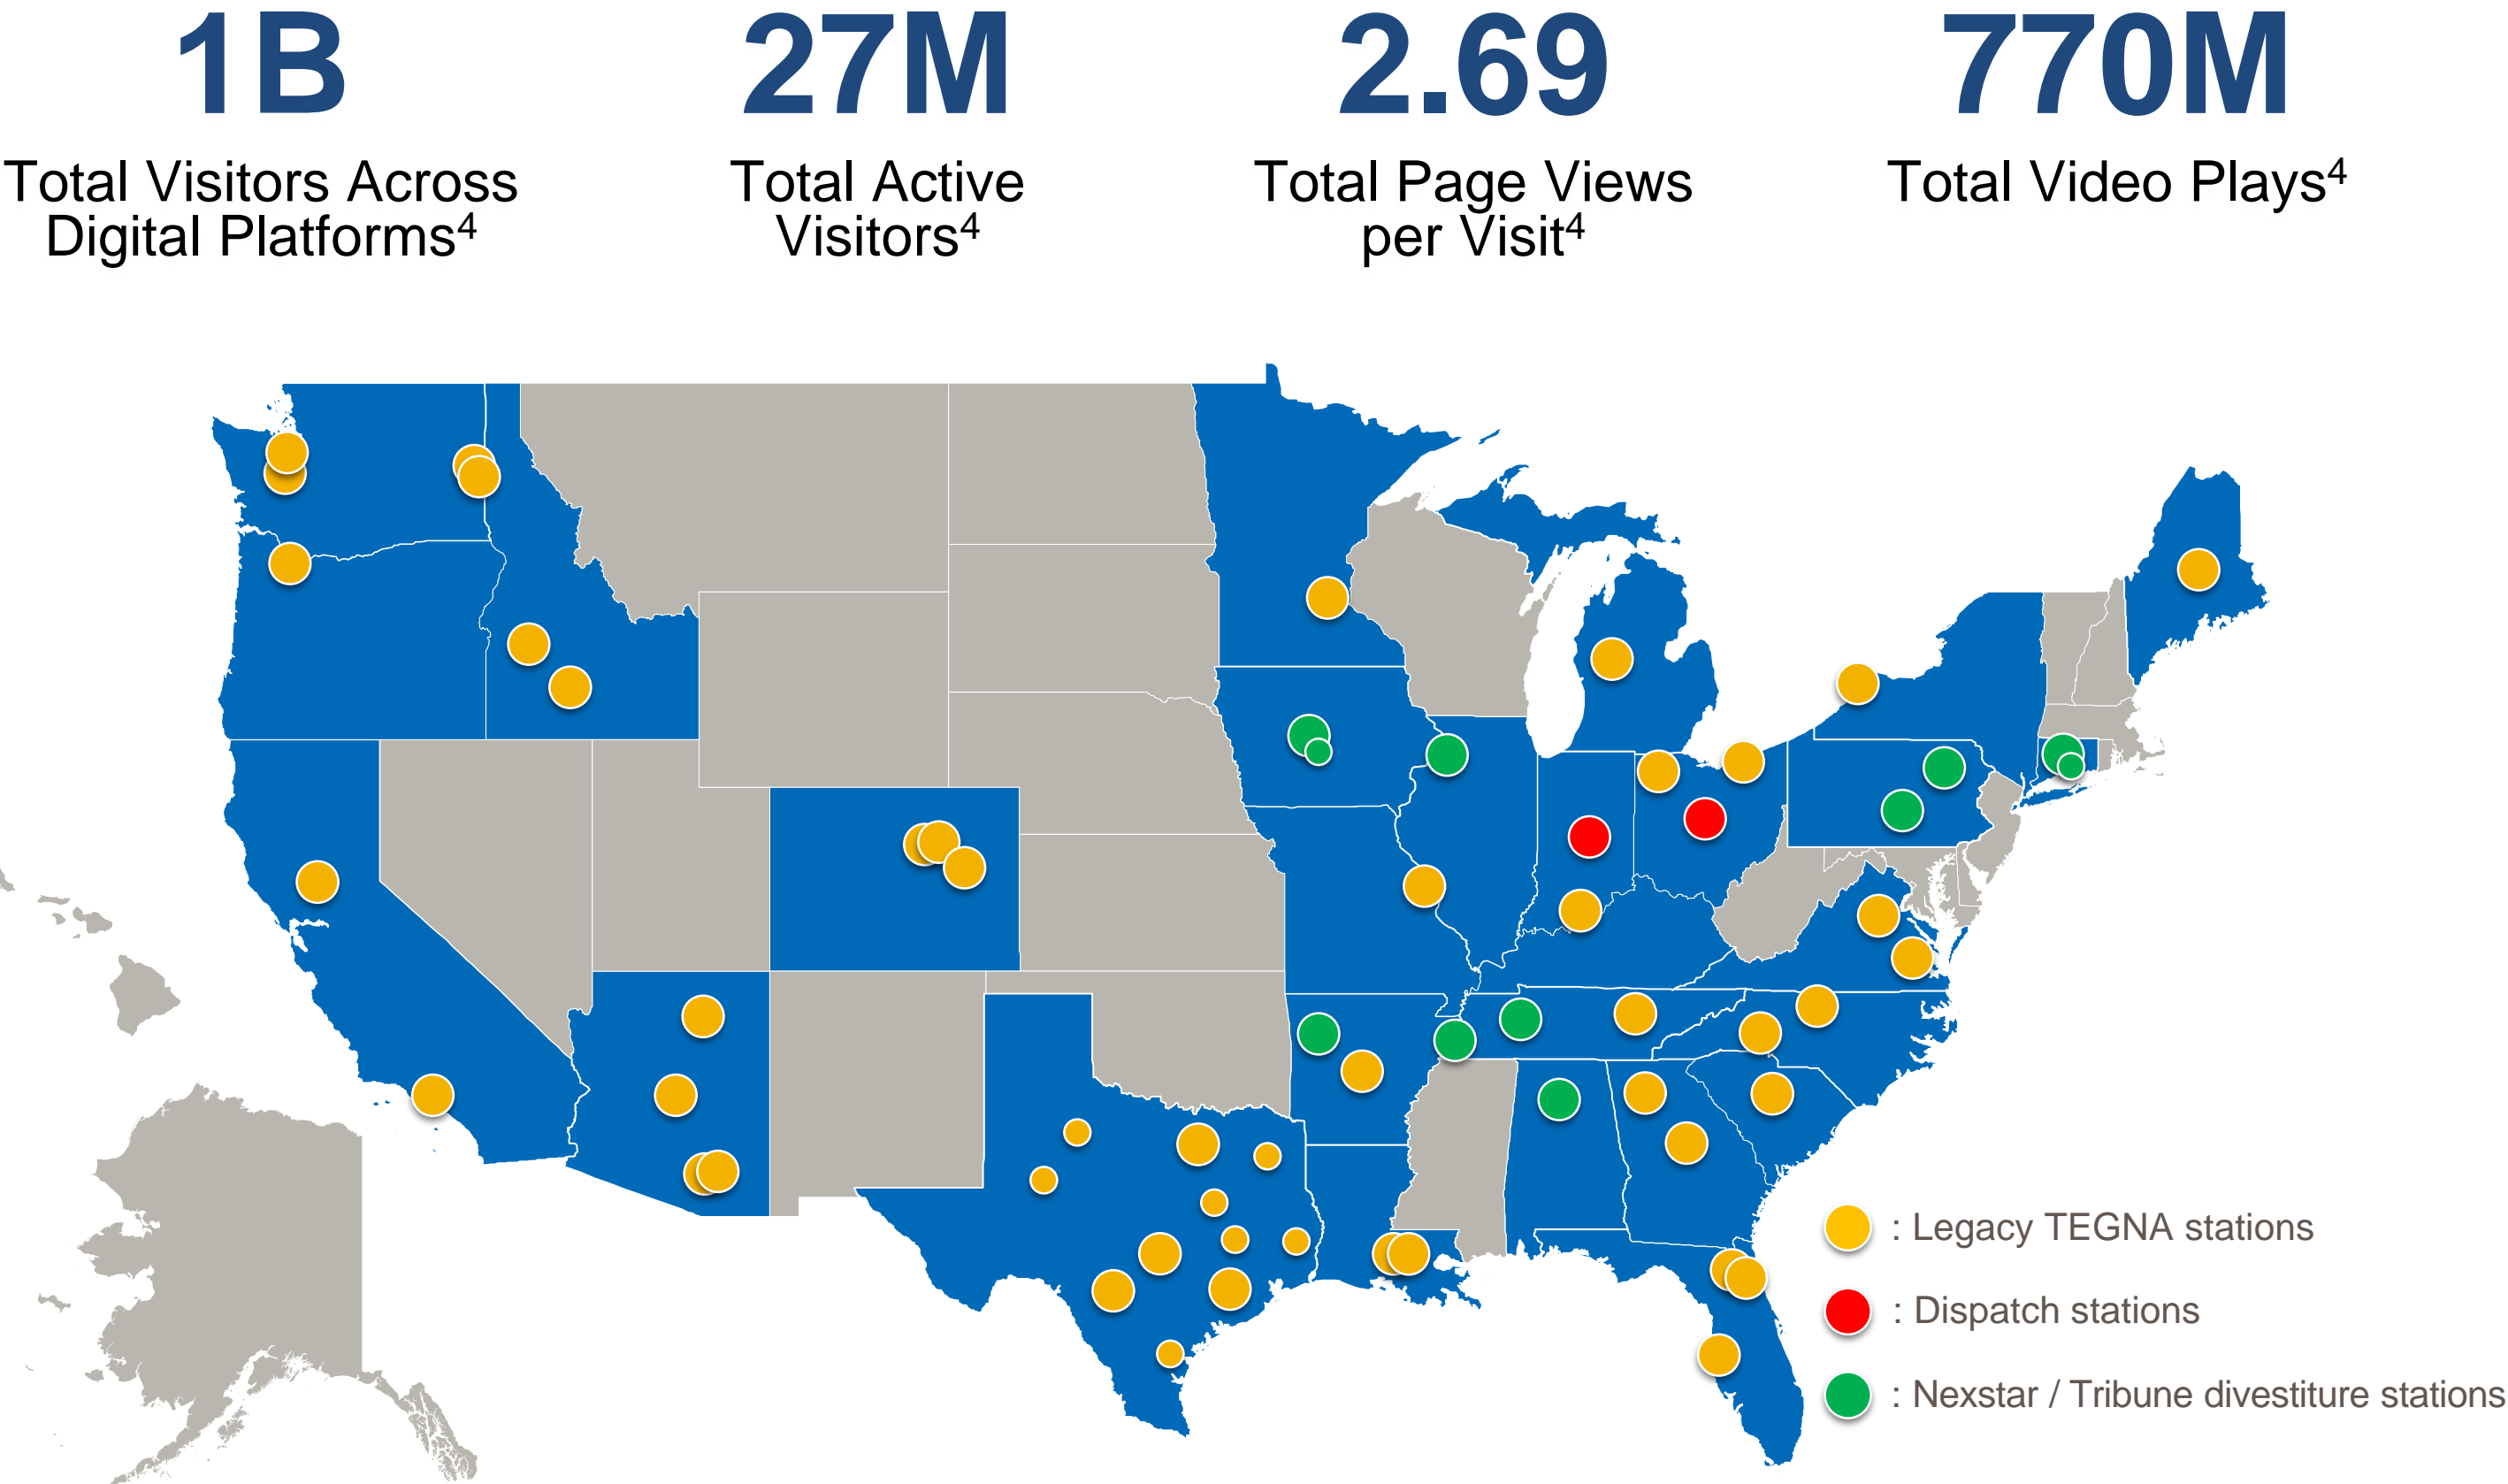 1B
Total Visitors Across
Digital Platforms⁴
27M
Total Active
Visitors⁴
2.69
Total Page Views
per Visit⁴
770M
Total Video Plays⁴
: Legacy TEGNA stations
: Dispatch stations
: Nexstar / Tribune divestiture stations